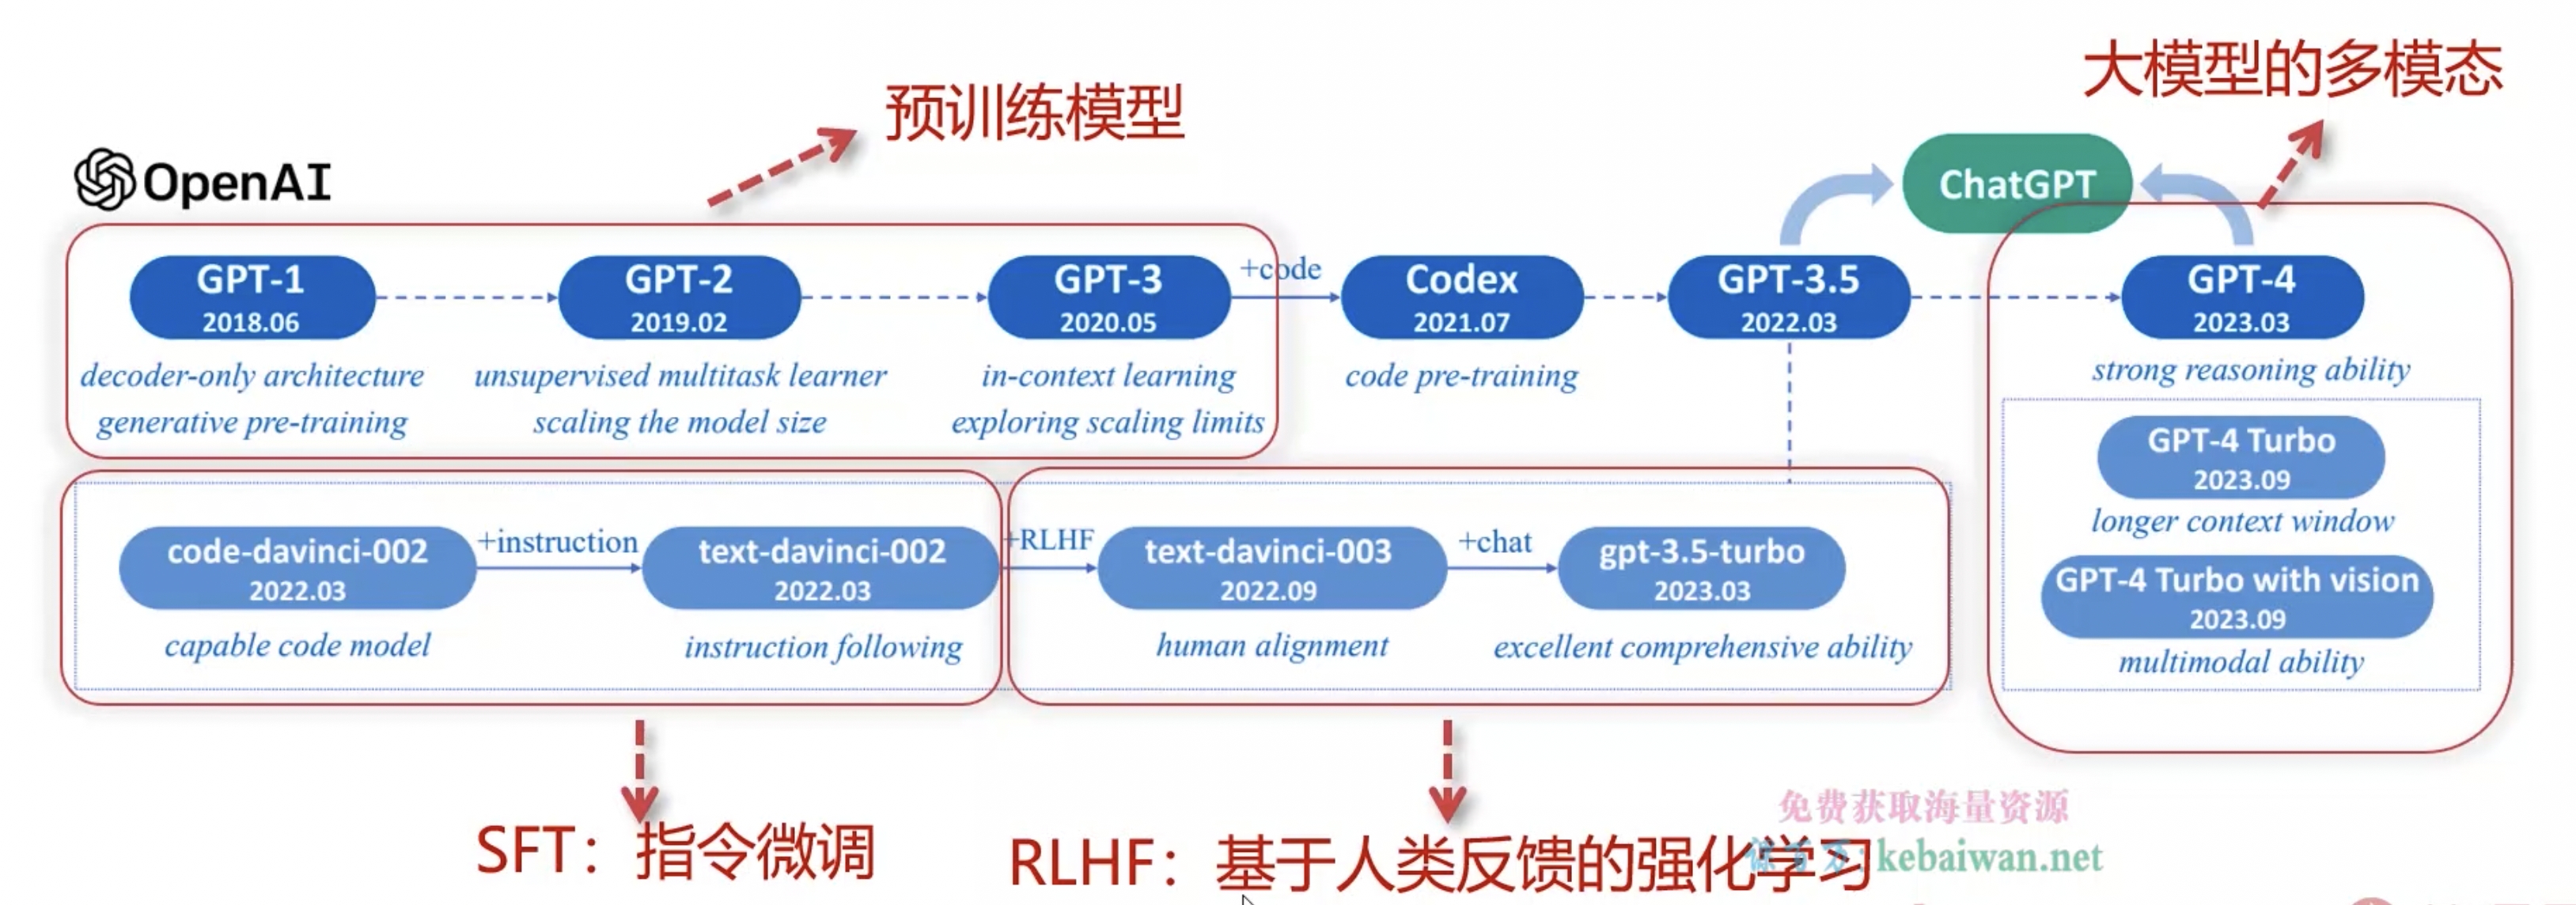 大模型的多模态
预训练模型
OpenAI
ChatGPT
GPT-1
2018.06
GPT-2
2019.02
GPT-3
2020.05
+code
Codex
2021.07
GPT-3.5
2022.03
GPT-4
2023.03
decoder-only architecture
generative pre-training
unsupervised multitask learner
scaling the model size
in-context learning
exploring scaling limits
code pre-training
strong reasoning ability
GPT-4 Turbo
2023.09
longer context window
GPT-4 Turbo with vision
2023.09
multimodal ability
code-davinci-002
2022.03
+instruction
text-davinci-002
2022.03
+RLHF
text-davinci-003
2022.09
+chat
gpt-3.5-turbo
2023.03
capable code model
instruction following
human alignment
excellent comprehensive ability
SFT：指令微调
RLHF：基于人类反馈的强化学习
免费获取海量资源
kebaiwan.net